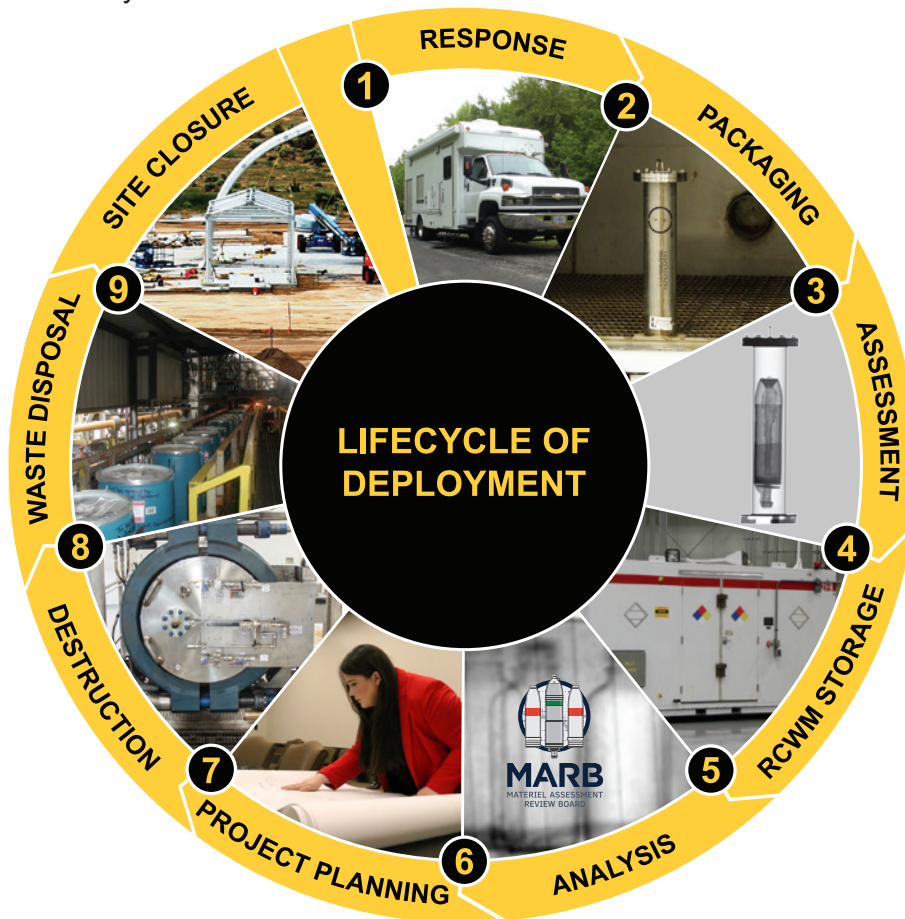 LIFECYCLE OF
DEPLOYMENT
1
RESPONSE
2
PACKAGING
3
ASSESSMENT
4
RCWM STORAGE
5
ANALYSIS
MARB
MATERIEL ASSESSMENT
REVIEW BOARD
6
PROJECT PLANNING
7
DESTRUCTION
8
WASTE DISPOSAL
9
SITE CLOSURE